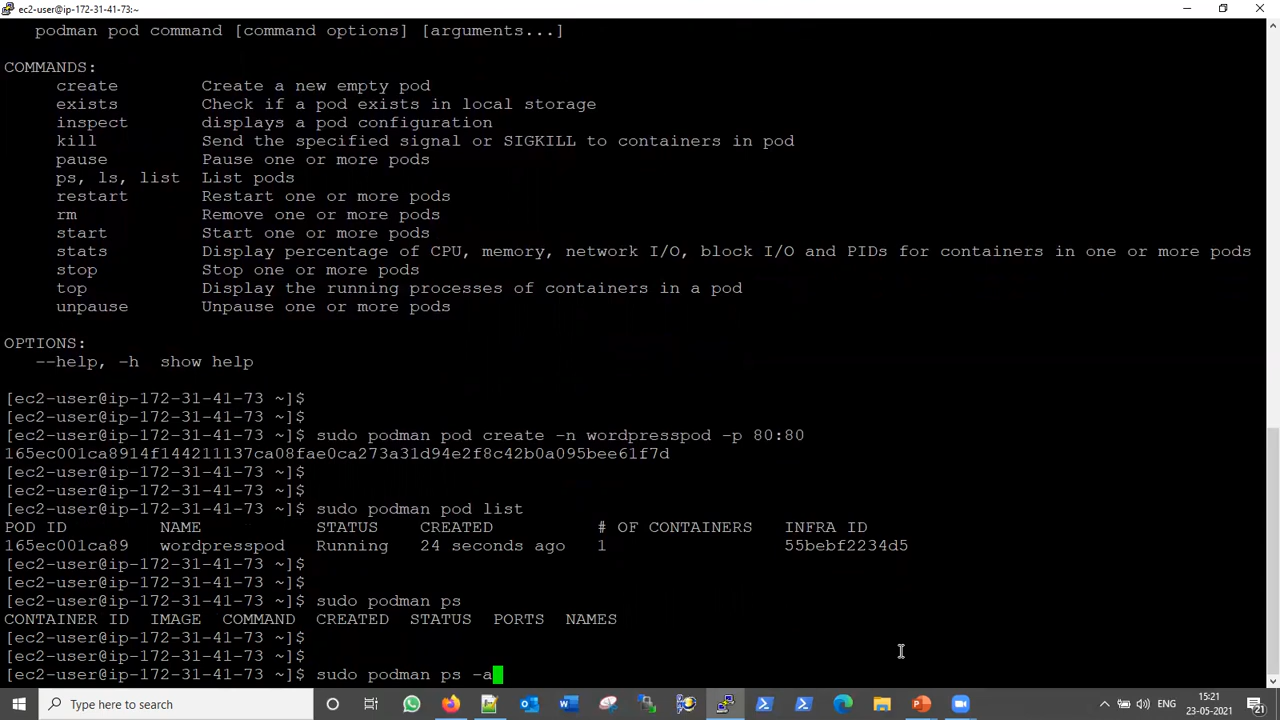 ec2-user@ip-172-31-41-73:~
podman pod command [command options] [arguments...]
COMMANDS:
create Create a new empty pod
exists Check if a pod exists in local storage
inspect displays a pod configuration
kill Send the specified signal or SIGKILL to containers in pod
pause Pause one or more pods
ps, ls, list List pods
restart Restart one or more pods
rm Remove one or more pods
start Start one or more pods
stats Display percentage of CPU, memory, network I/O, block I/O and PIDs for containers in one or more pods
stop Stop one or more pods
top Display the running processes of containers in a pod
unpause Unpause one or more pods
OPTIONS:
--help, -h show help
[ec2-user@ip-172-31-41-73 ~]$
[ec2-user@ip-172-31-41-73 ~]$
[ec2-user@ip-172-31-41-73 ~]$ sudo podman pod create -n wordpresspod -p 80:80
165ec001ca8914f144211137ca08fae0ca273a31d94e2f8c42b0a095bee61f7d
[ec2-user@ip-172-31-41-73 ~]$
[ec2-user@ip-172-31-41-73 ~]$
[ec2-user@ip-172-31-41-73 ~]$ sudo podman pod list
POD ID NAME STATUS CREATED # OF CONTAINERS INFRA ID
165ec001ca89 wordpresspod Running 24 seconds ago 1 55bebf2234d5
[ec2-user@ip-172-31-41-73 ~]$
[ec2-user@ip-172-31-41-73 ~]$
[ec2-user@ip-172-31-41-73 ~]$ sudo podman ps
CONTAINER ID IMAGE COMMAND CREATED STATUS PORTS NAMES
[ec2-user@ip-172-31-41-73 ~]$
[ec2-user@ip-172-31-41-73 ~]$
[ec2-user@ip-172-31-41-73 ~]$ sudo podman ps -a
Type here to search
ENG
15:21
23-05-2021
21